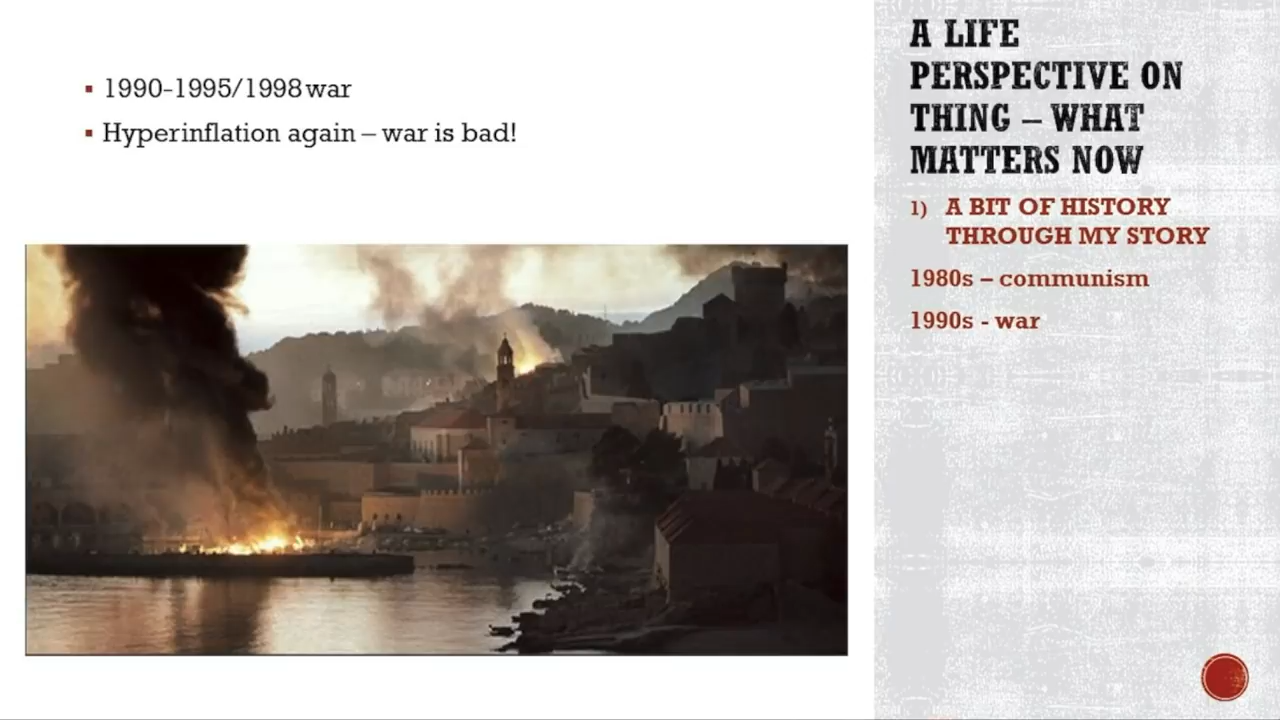 ▪ 1990-1995/1998 war
▪ Hyperinflation again – war is bad!
A LIFE
PERSPECTIVE ON
THING – WHAT
MATTERS NOW
1) A BIT OF HISTORY
THROUGH MY STORY
1980s – communism
1990s - war